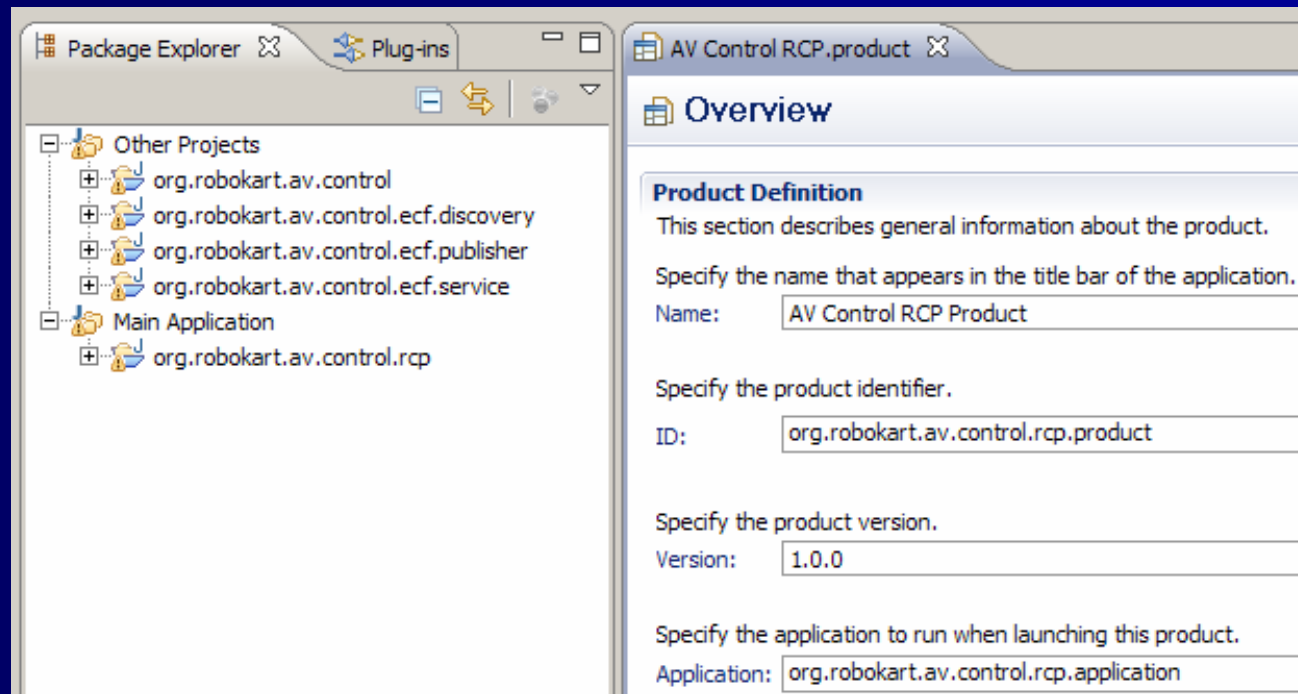 Package Explorer
Plug-ins
Other Projects
org.robokart.av.control
org.robokart.av.control.ecf.discovery
org.robokart.av.control.ecf.publisher
org.robokart.av.control.ecf.service
Main Application
org.robokart.av.control.rcp
AV Control RCP.product
Overview
Product Definition
This section describes general information about the product.
Specify the name that appears in the title bar of the application.
Name: AV Control RCP Product
Specify the product identifier.
ID: org.robokart.av.control.rcp.product
Specify the product version.
Version: 1.0.0
Specify the application to run when launching this product.
Application: org.robokart.av.control.rcp.application